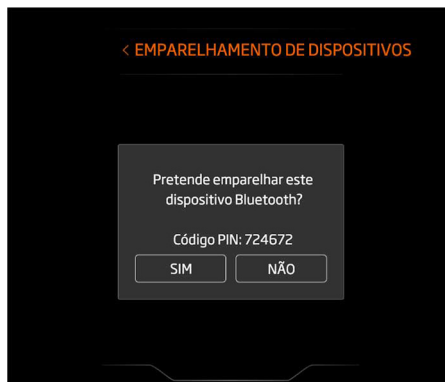 < EMPARELHAMENTO DE DISPOSITIVOS
Pretende emparelhar este
dispositivo Bluetooth?
Código PIN: 724672
SIM NÃO